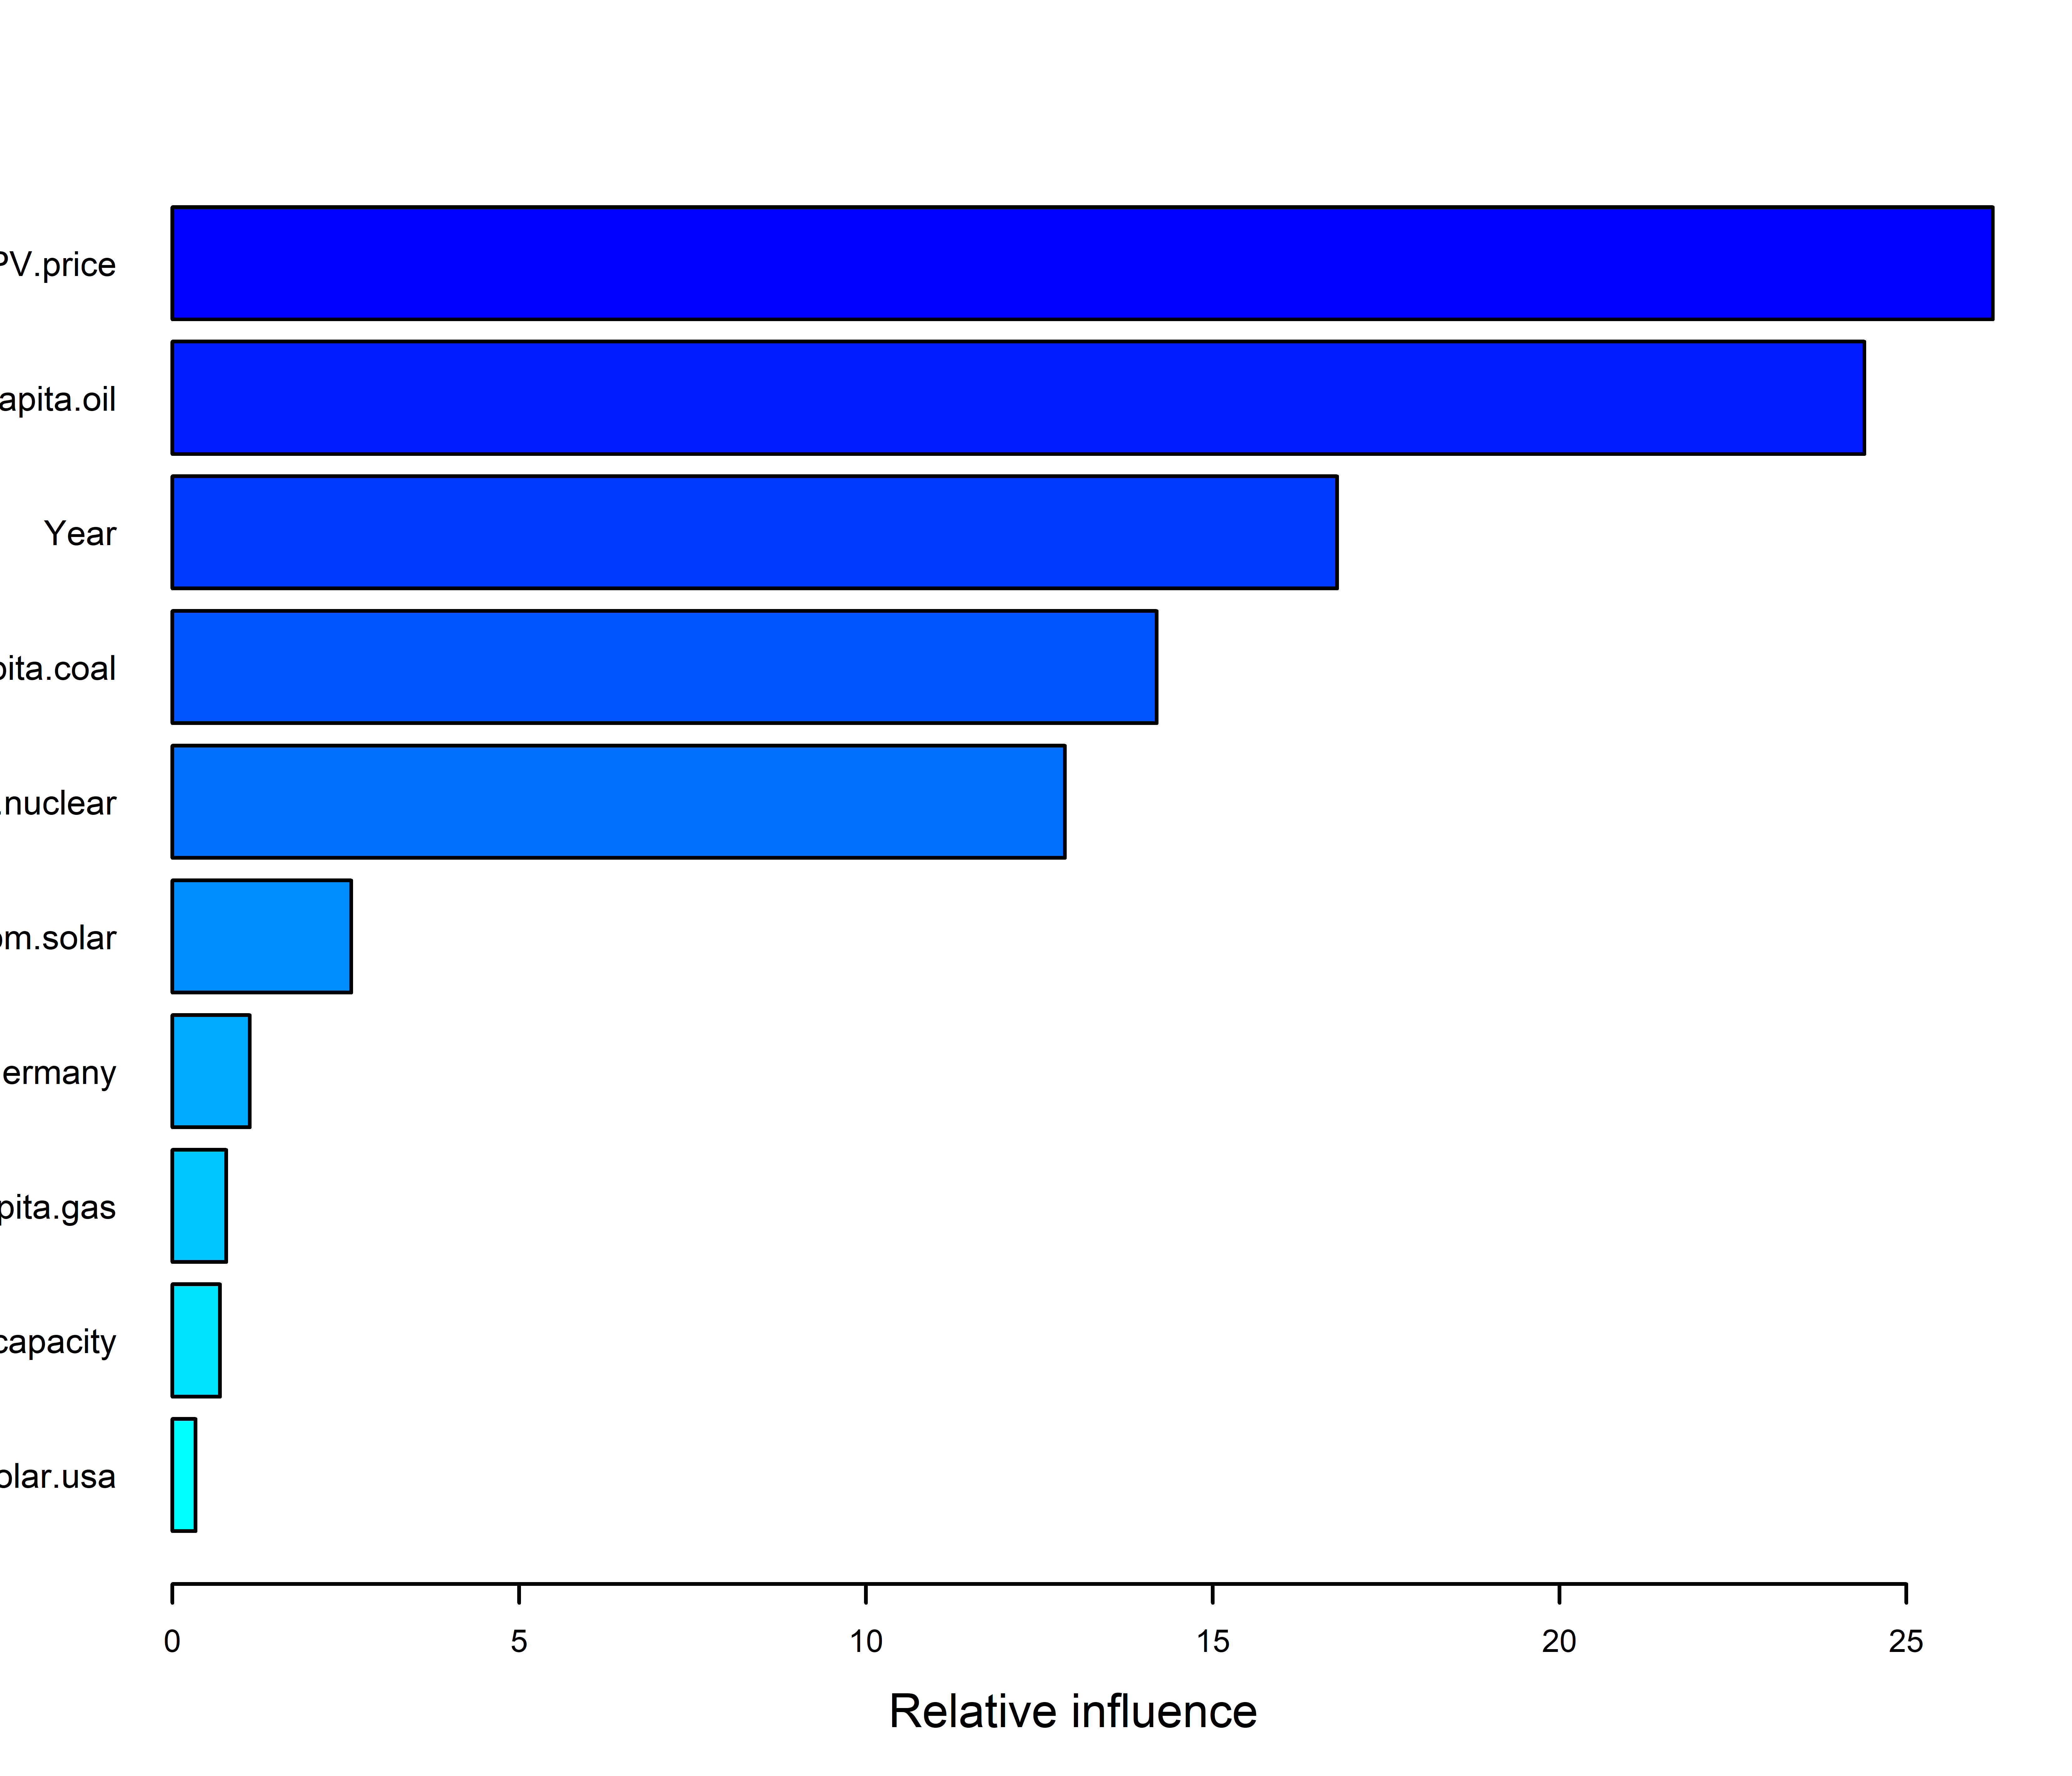 PV.price
apita.oil
Year
pita.coal
.nuclear
om.solar
ermany
pita.gas
capacity
olar.usa
0 5 10 15 20 25
Relative influence